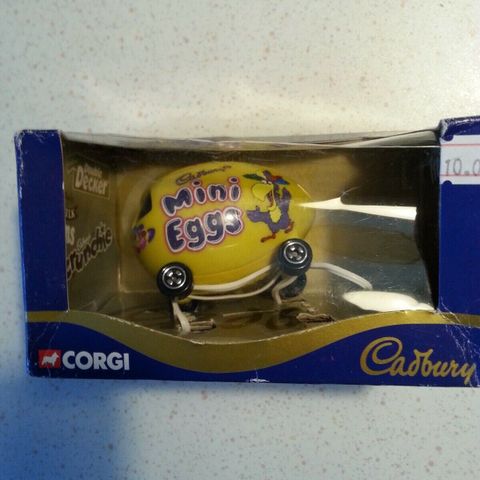 Double
Decker
Crunchie
Cadbury's
Mini
Eggs
10.0
CORGI
Cadbury